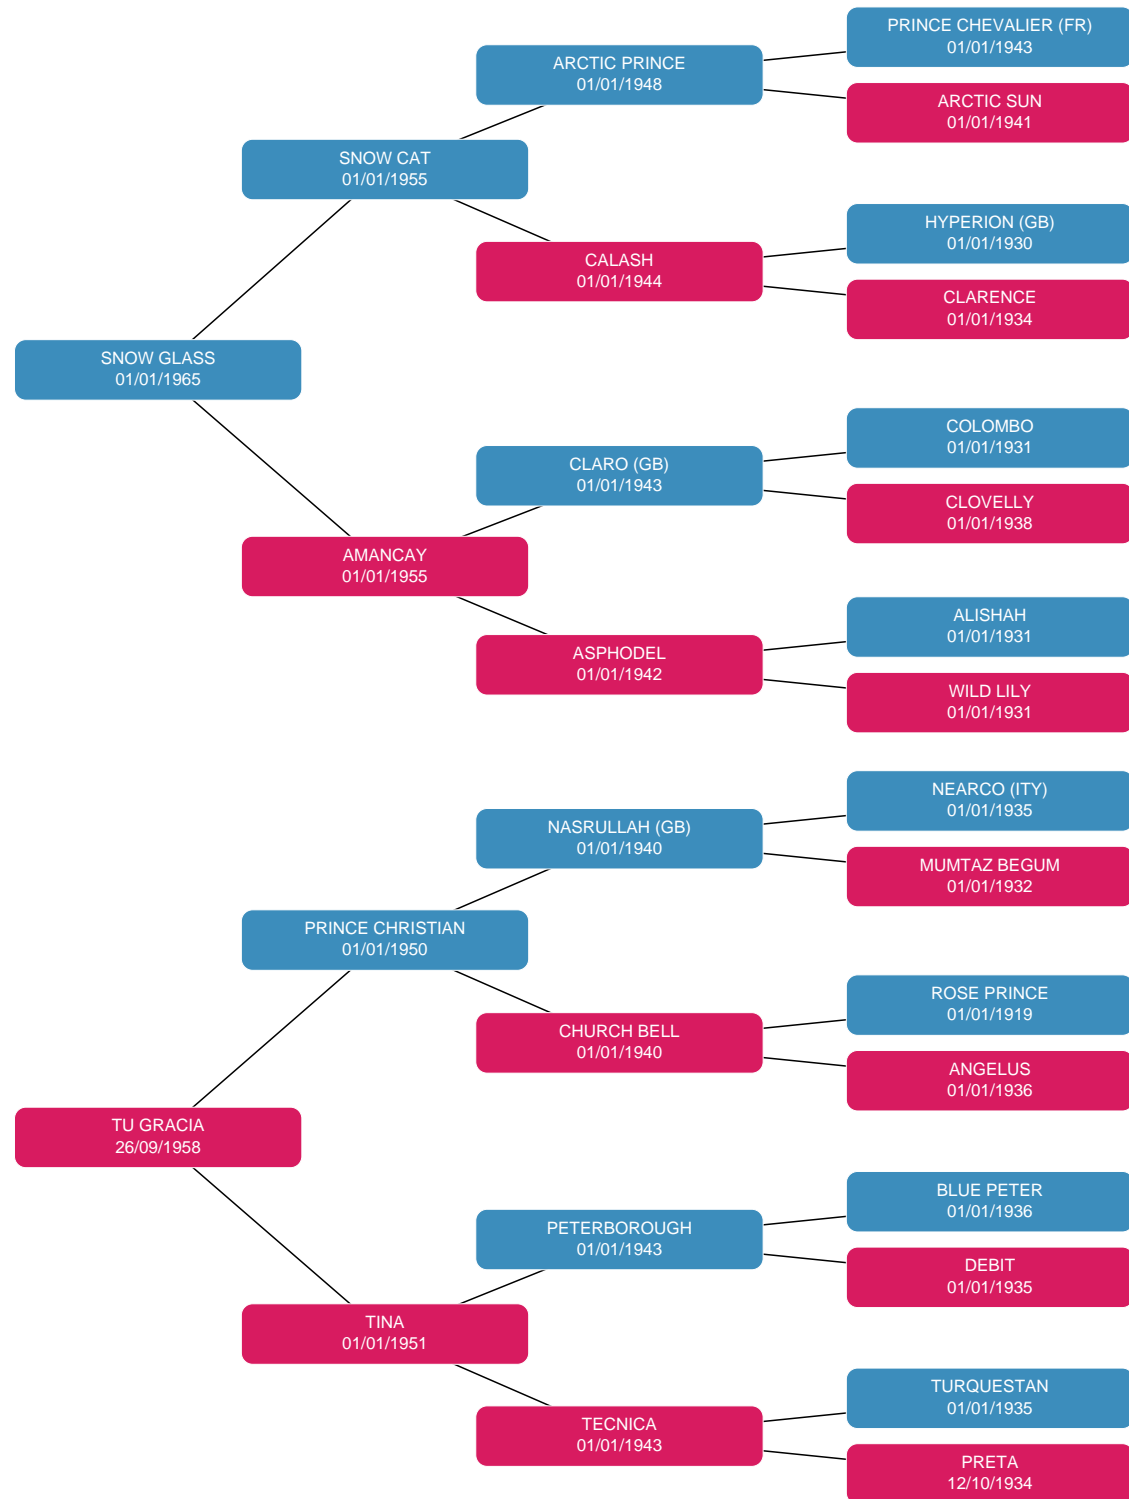 PRINCE CHEVALIER (FR)
01/01/1943
ARCTIC PRINCE
01/01/1948
ARCTIC SUN
01/01/1941
SNOW CAT
01/01/1955
HYPERION (GB)
01/01/1930
CALASH
01/01/1944
CLARENCE
01/01/1934
SNOW GLASS
01/01/1965
COLOMBO
01/01/1931
CLARO (GB)
01/01/1943
CLOVELLY
01/01/1938
AMANCAY
01/01/1955
ALISHAH
01/01/1931
ASPHODEL
01/01/1942
WILD LILY
01/01/1931
NEARCO (ITY)
01/01/1935
NASRULLAH (GB)
01/01/1940
MUMTAZ BEGUM
01/01/1932
PRINCE CHRISTIAN
01/01/1950
ROSE PRINCE
01/01/1919
CHURCH BELL
01/01/1940
ANGELUS
01/01/1936
TU GRACIA
26/09/1958
BLUE PETER
01/01/1936
PETERBOROUGH
01/01/1943
DEBIT
01/01/1935
TINA
01/01/1951
TURQUESTAN
01/01/1935
TECNICA
01/01/1943
PRETA
12/10/1934